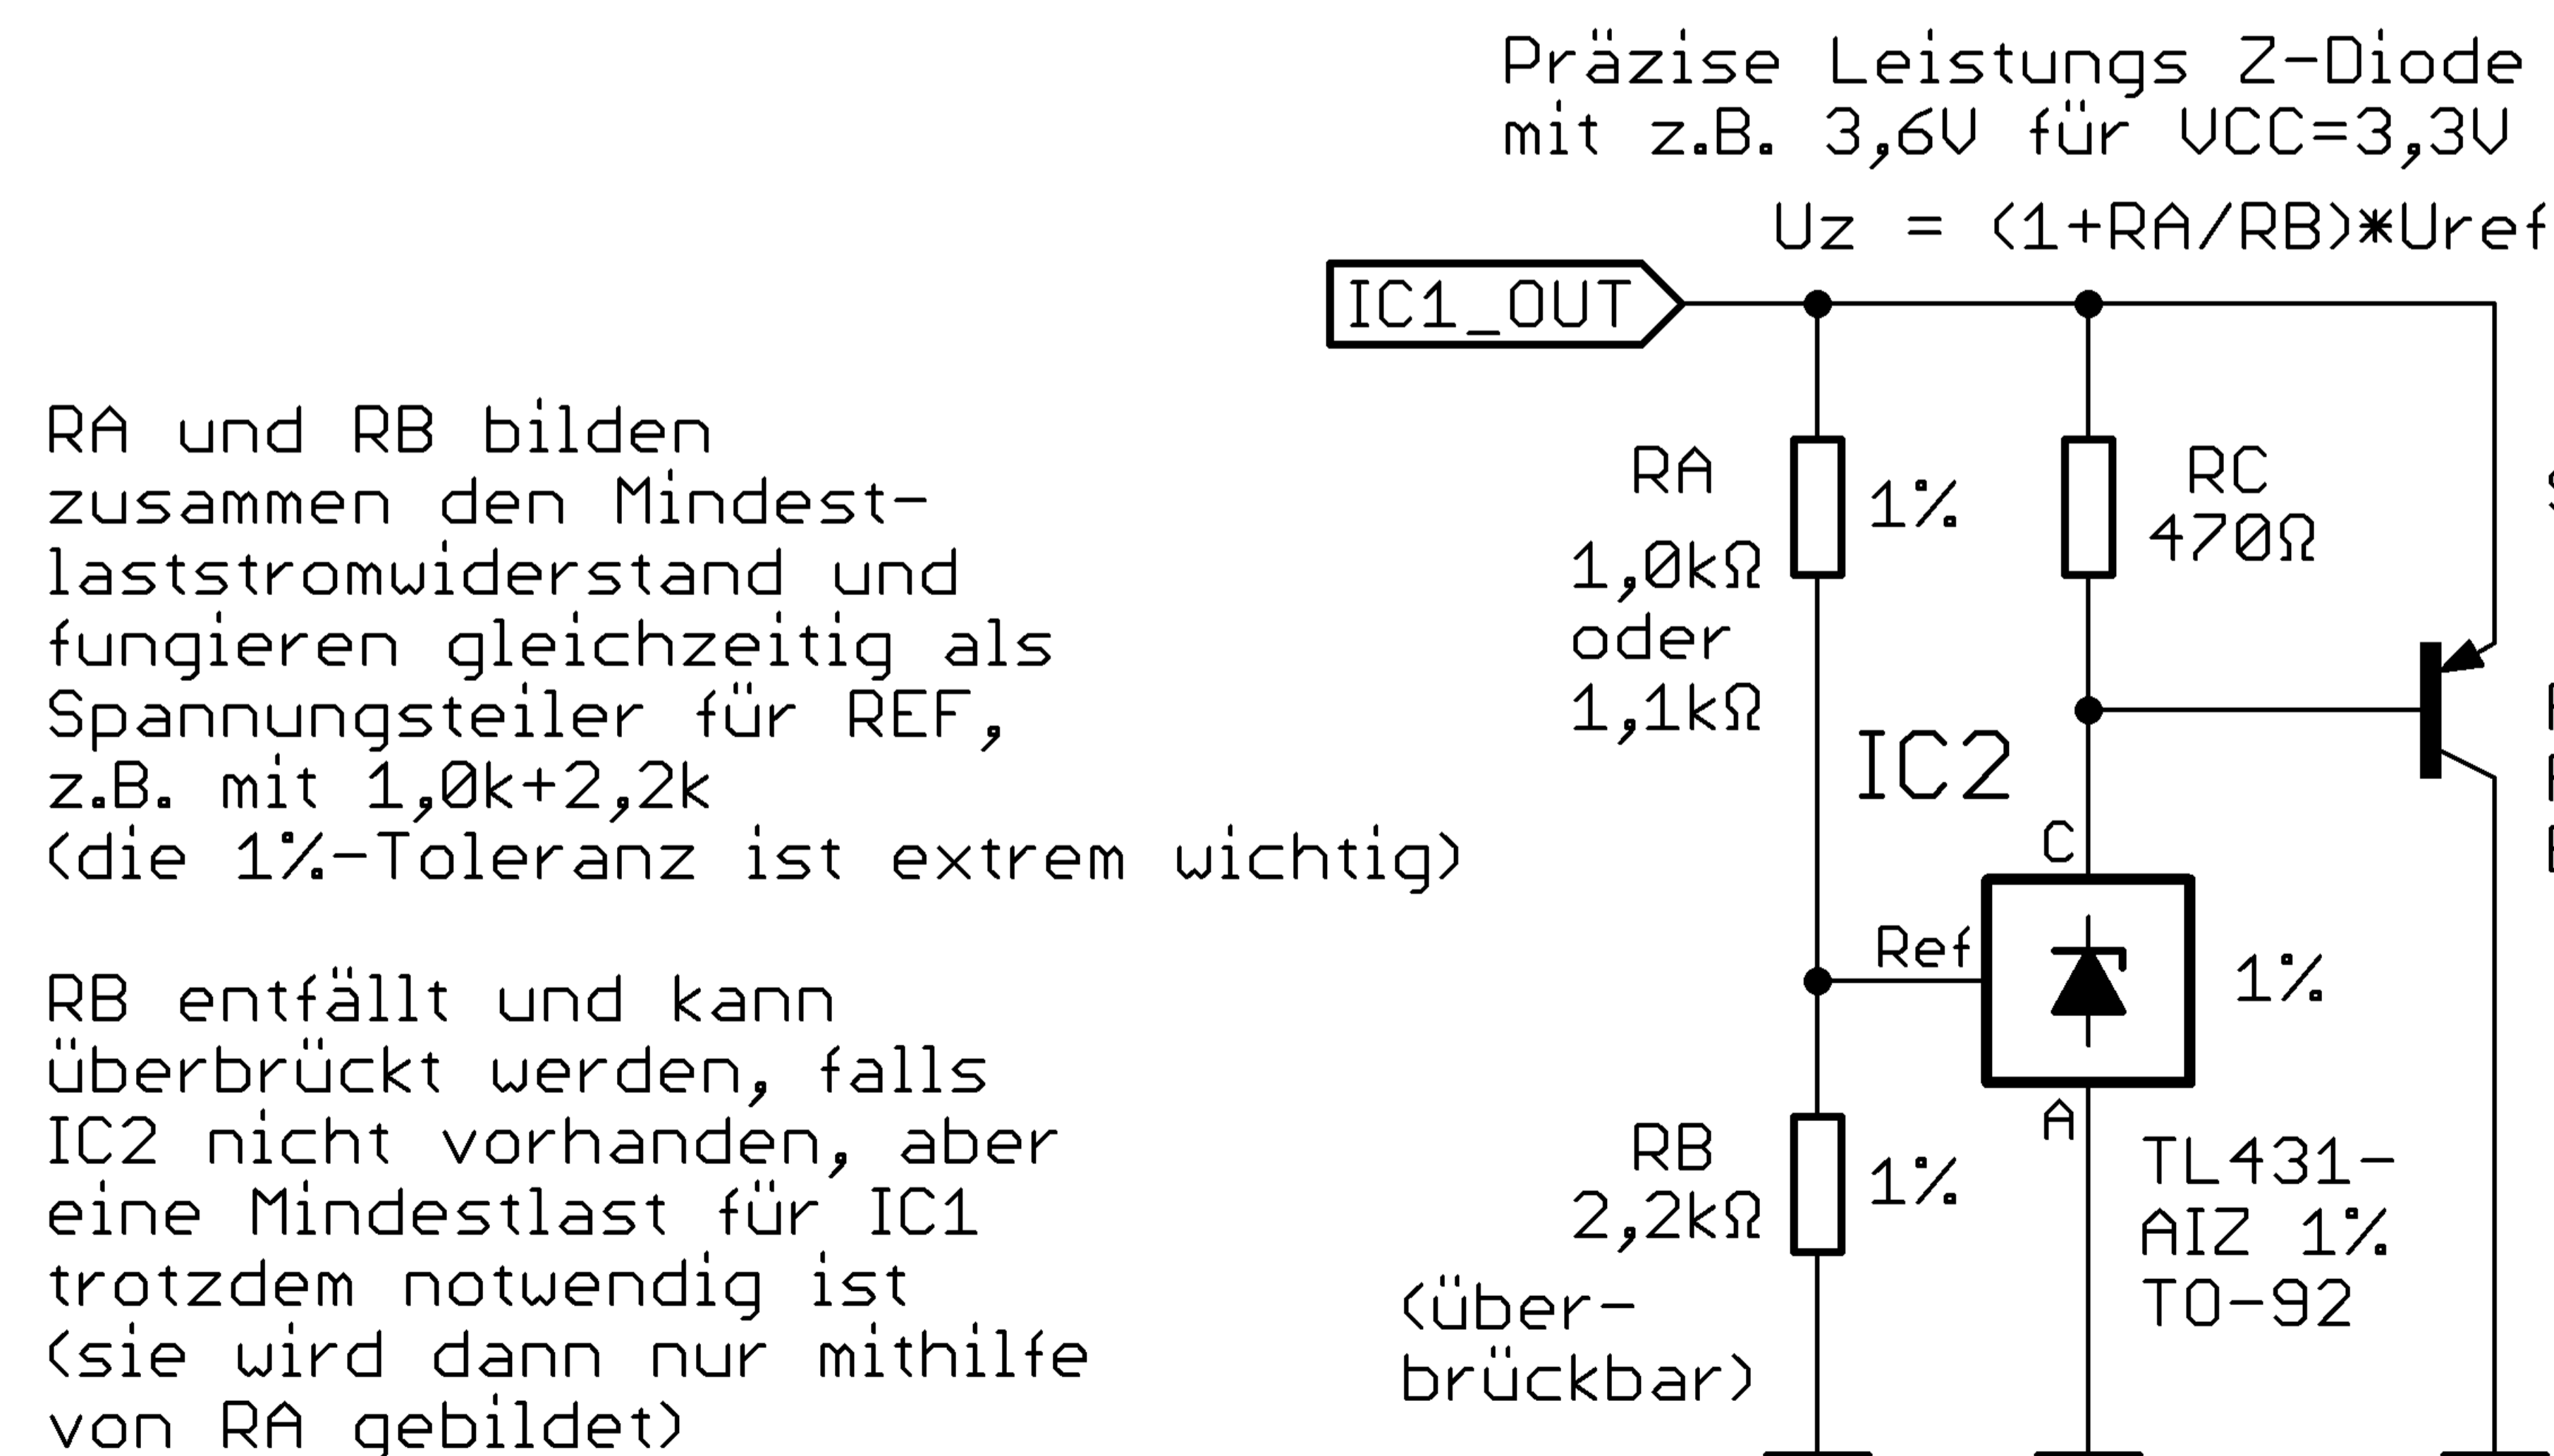 Präzise Leistungs Z-Diode
mit z.B. 3,6V für VCC=3,3V
Uz = (1+RA/RB)*Uref
IC1_OUT
RA und RB bilden
zusammen den Mindest-
laststromwiderstand und
fungieren gleichzeitig als
Spannungsteiler für REF,
z.B. mit 1,0k+2,2k
(die 1%-Toleranz ist extrem wichtig)
RB entfällt und kann
überbrückt werden, falls
IC2 nicht vorhanden, aber
eine Mindestlast für IC1
trotzdem notwendig ist
(sie wird dann nur mithilfe
von RA gebildet)
RA
1%
1,0kΩ
oder
1,1kΩ
RC
470Ω
IC2
C
Ref
1%
A
RB
1%
2,2kΩ
(über-
brückbar)
TL431-
AIZ 1%
TO-92